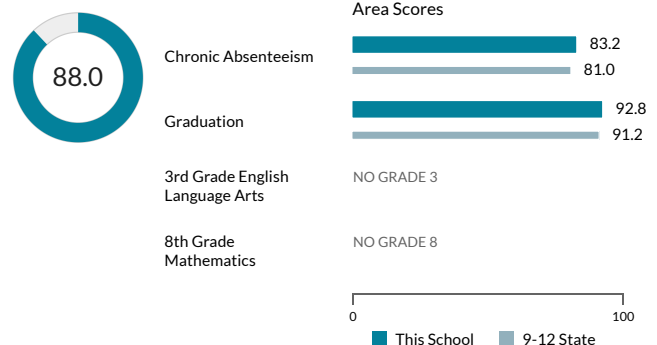 Area Scores
88.0
Chronic Absenteeism
83.2
81.0
Graduation
92.8
91.2
3rd Grade English
Language Arts
NO GRADE 3
8th Grade
Mathematics
NO GRADE 8
0 100
This School 9-12 State